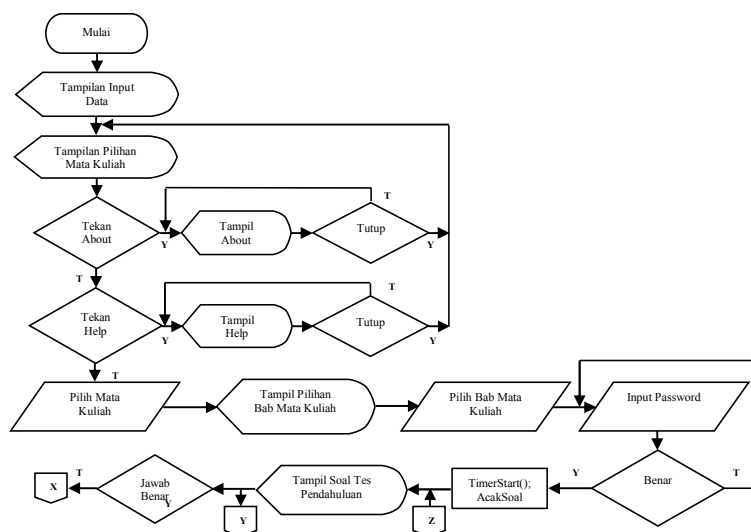 Mulai
Tampilan Input
Data
Tampilan Pilihan
Mata Kuliah
T
Tekan
About
Y
Tampil
About
Tutup
Y
T
T
Tekan
Help
Y
Tampil
Help
Tutup
Y
T
Pilih Mata
Kuliah
Tampil Pilihan
Bab Mata Kuliah
Pilih Bab Mata
Kuliah
Input Password
X
T
Jawab
Benar
Y
Tampil Soal Tes
Pendahuluan
Y
TimerStart();
AcakSoal
Z
Y
Benar
T